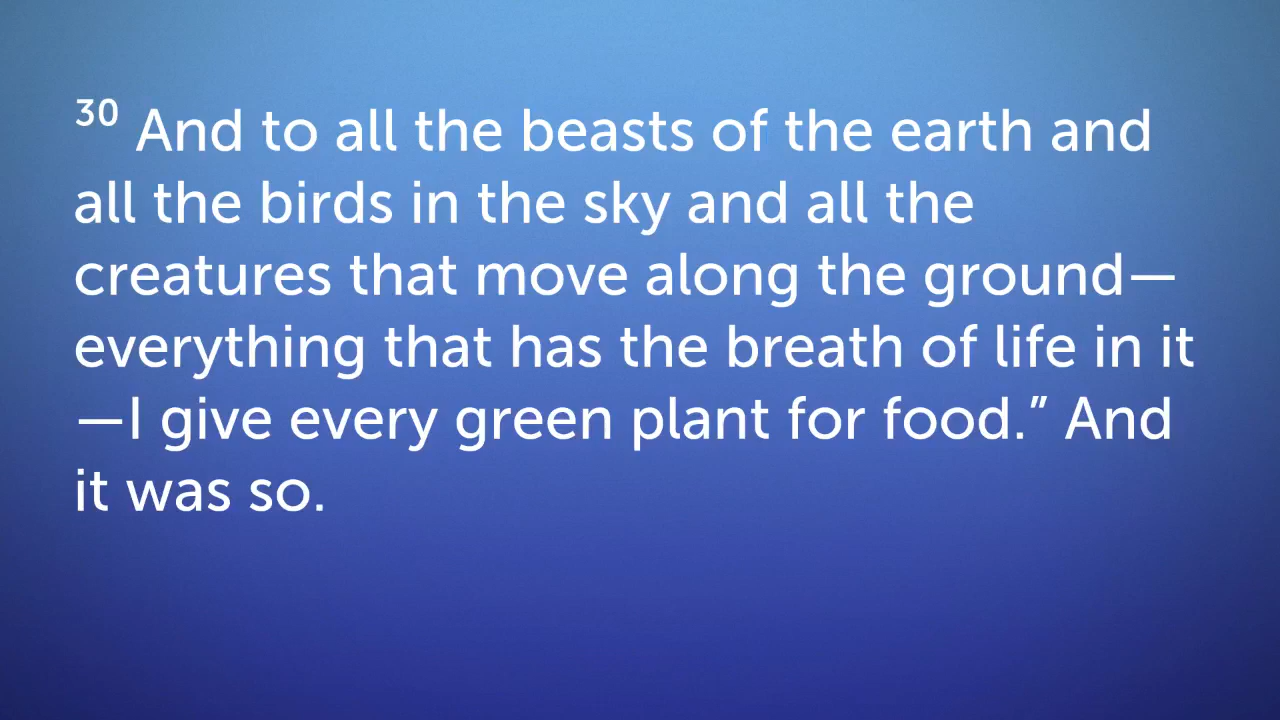 30 And to all the beasts of the earth and
all the birds in the sky and all the
creatures that move along the ground—
everything that has the breath of life in it
—I give every green plant for food.” And
it was so.